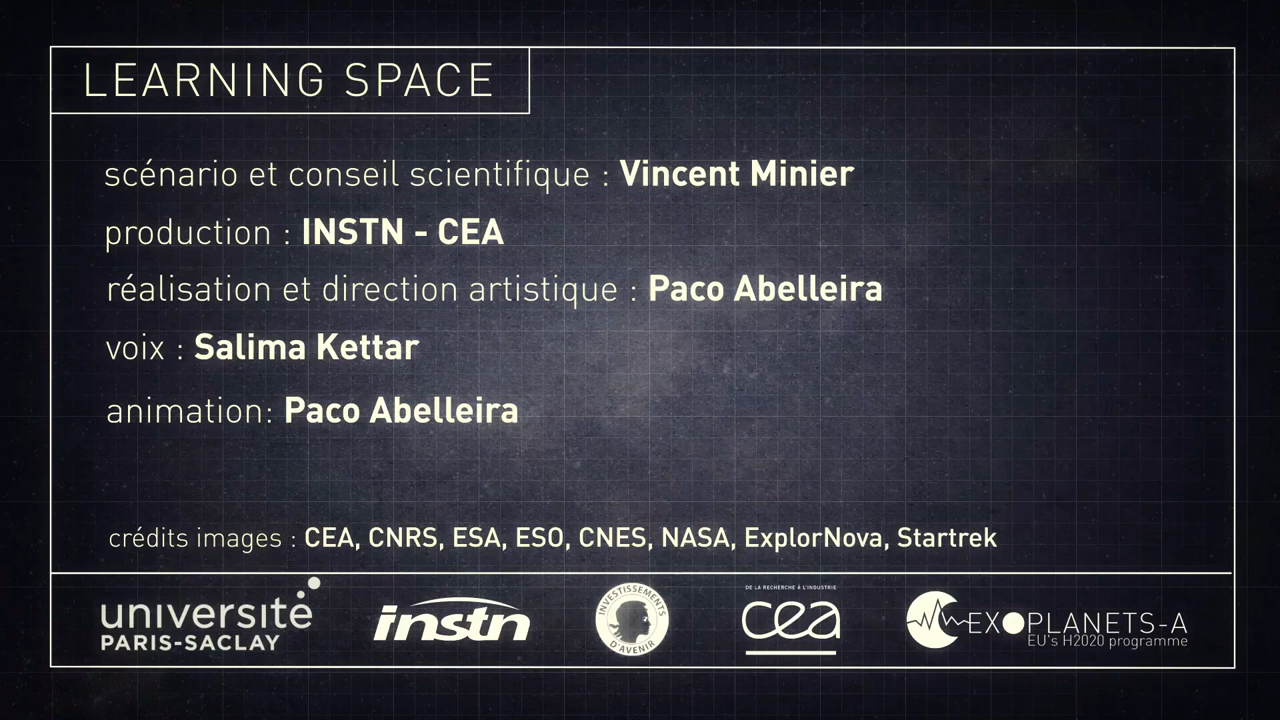 LEARNING SPACE
scénario et conseil scientifique : Vincent Minier
production : INSTN - CEA
réalisation et direction artistique : Paco Abelleira
voix : Salima Kettar
animation: Paco Abelleira
crédits images : CEA, CNRS, ESA, ESO, CNES, NASA, ExplorNova, Startrek
université
PARIS-SACLAY
instn
INVESTISSEMENTS
D'AVENIR
DE LA RECHERCHE À L'INDUSTRIE
cea
EXOPLANETS-A
EU's H2020 programme